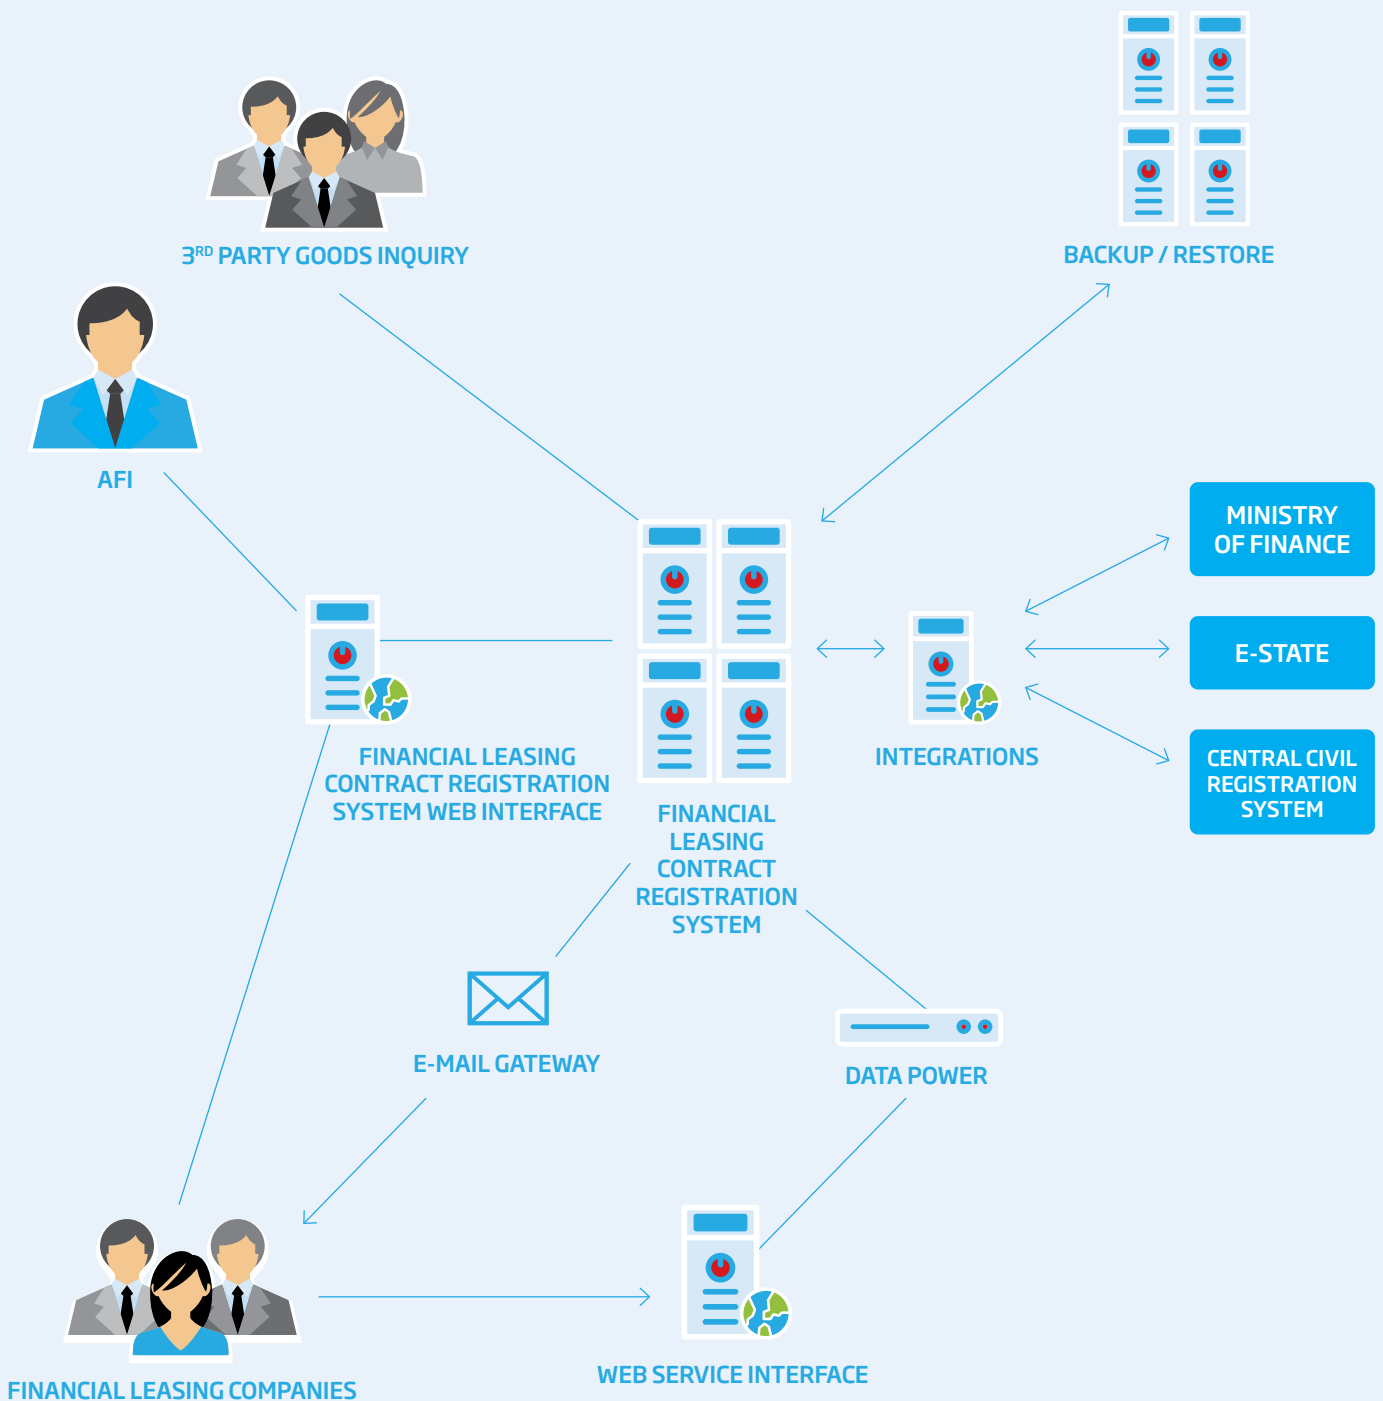 3RD PARTY GOODS INQUIRY
BACKUP / RESTORE
AFI
MINISTRY
OF FINANCE
E-STATE
CENTRAL CIVIL
REGISTRATION
SYSTEM
INTEGRATIONS
FINANCIAL LEASING
CONTRACT REGISTRATION
SYSTEM WEB INTERFACE
FINANCIAL
LEASING
CONTRACT
REGISTRATION
SYSTEM
E-MAIL GATEWAY
DATA POWER
WEB SERVICE INTERFACE
FINANCIAL LEASING COMPANIES